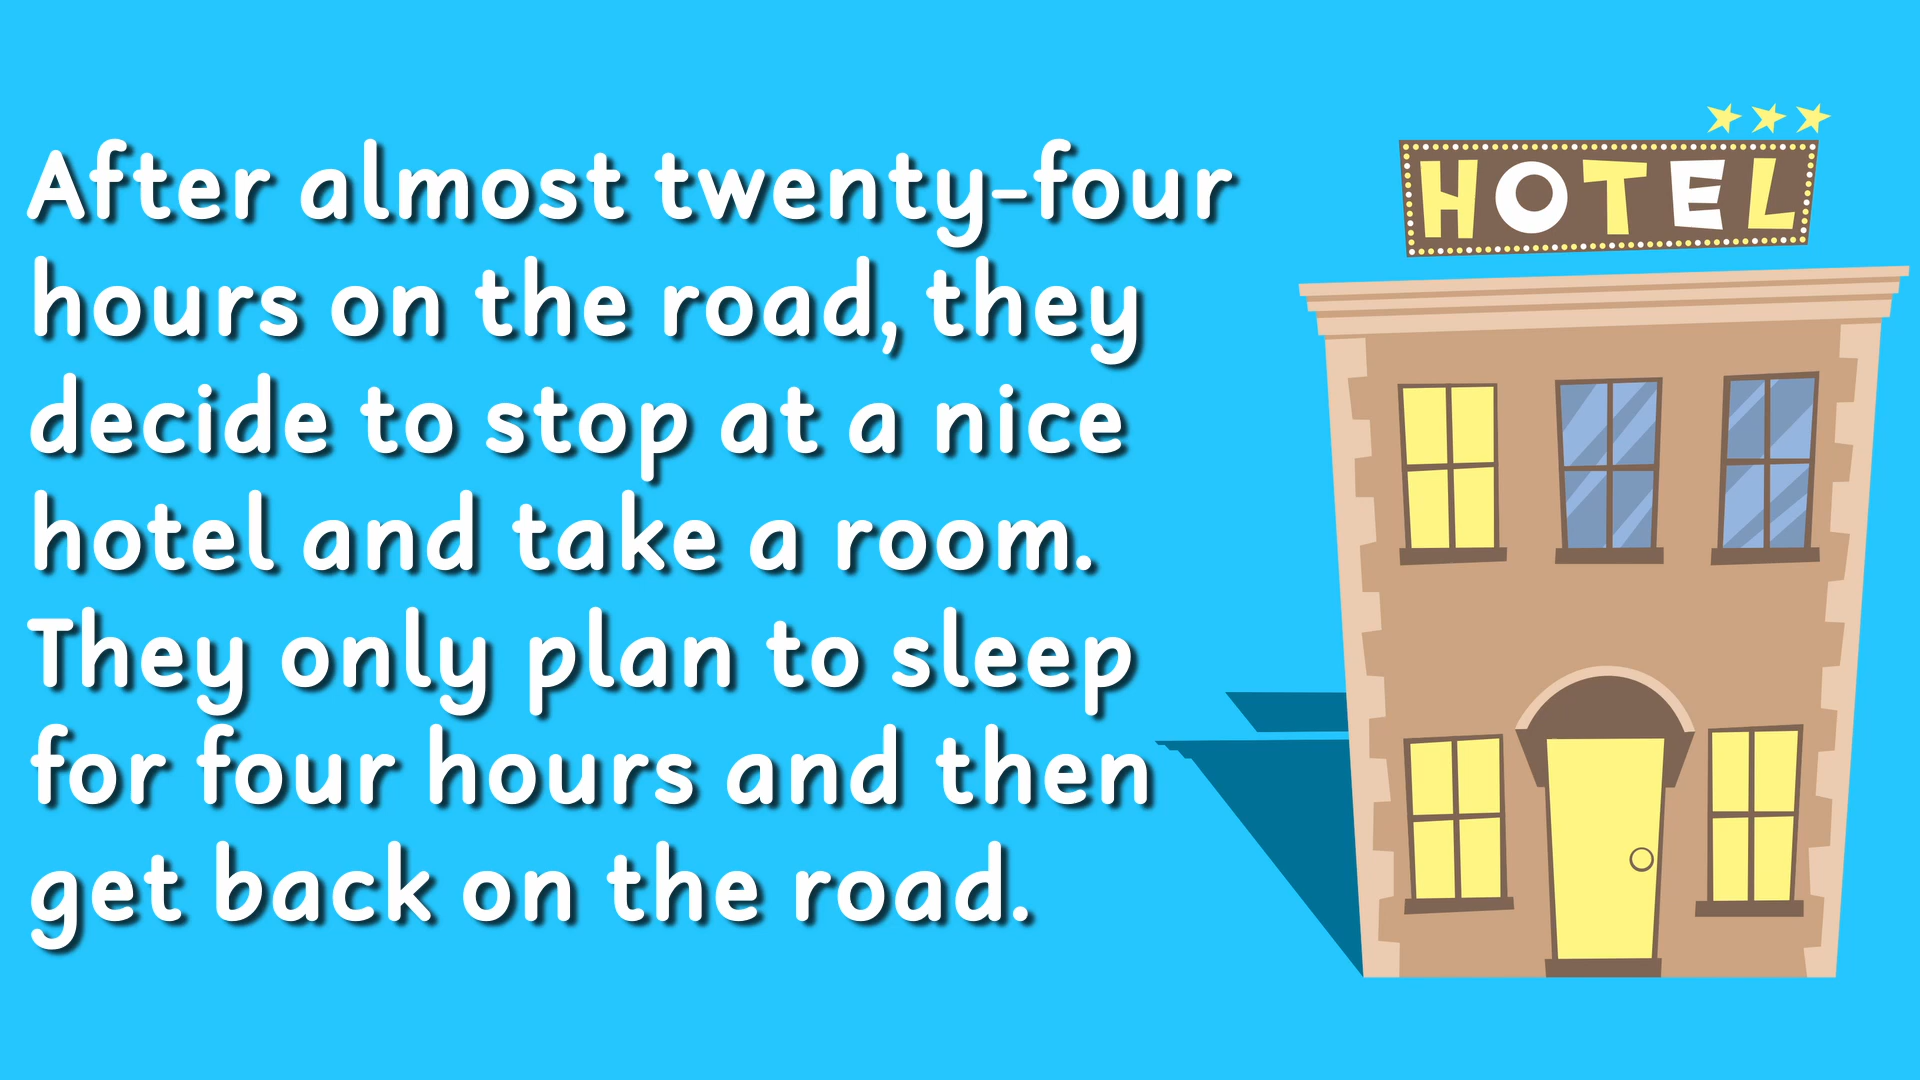 After almost twenty-four
hours on the road, they
decide to stop at a nice
hotel and take a room.
They only plan to sleep
for four hours and then
get back on the road.
HOTEL